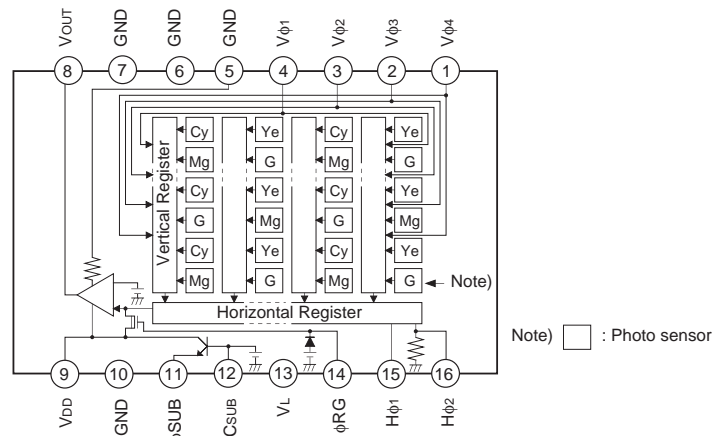 VOUT
GND
GND
GND
Vφ1
Vφ2
Vφ3
Vφ4
8 7 6 5 4 3 2 1
Vertical Register
Cy Ye Cy Ye
Mg G Mg G
Cy Ye Cy Ye
G Mg G Mg
Cy Ye Cy Ye
Mg G Mg G
Note)
Horizontal Register
Note) : Photo sensor
9 10 11 12 13 14 15 16
VDD
GND
φSUB
CSUB
VL
φRG
Hφ1
Hφ2